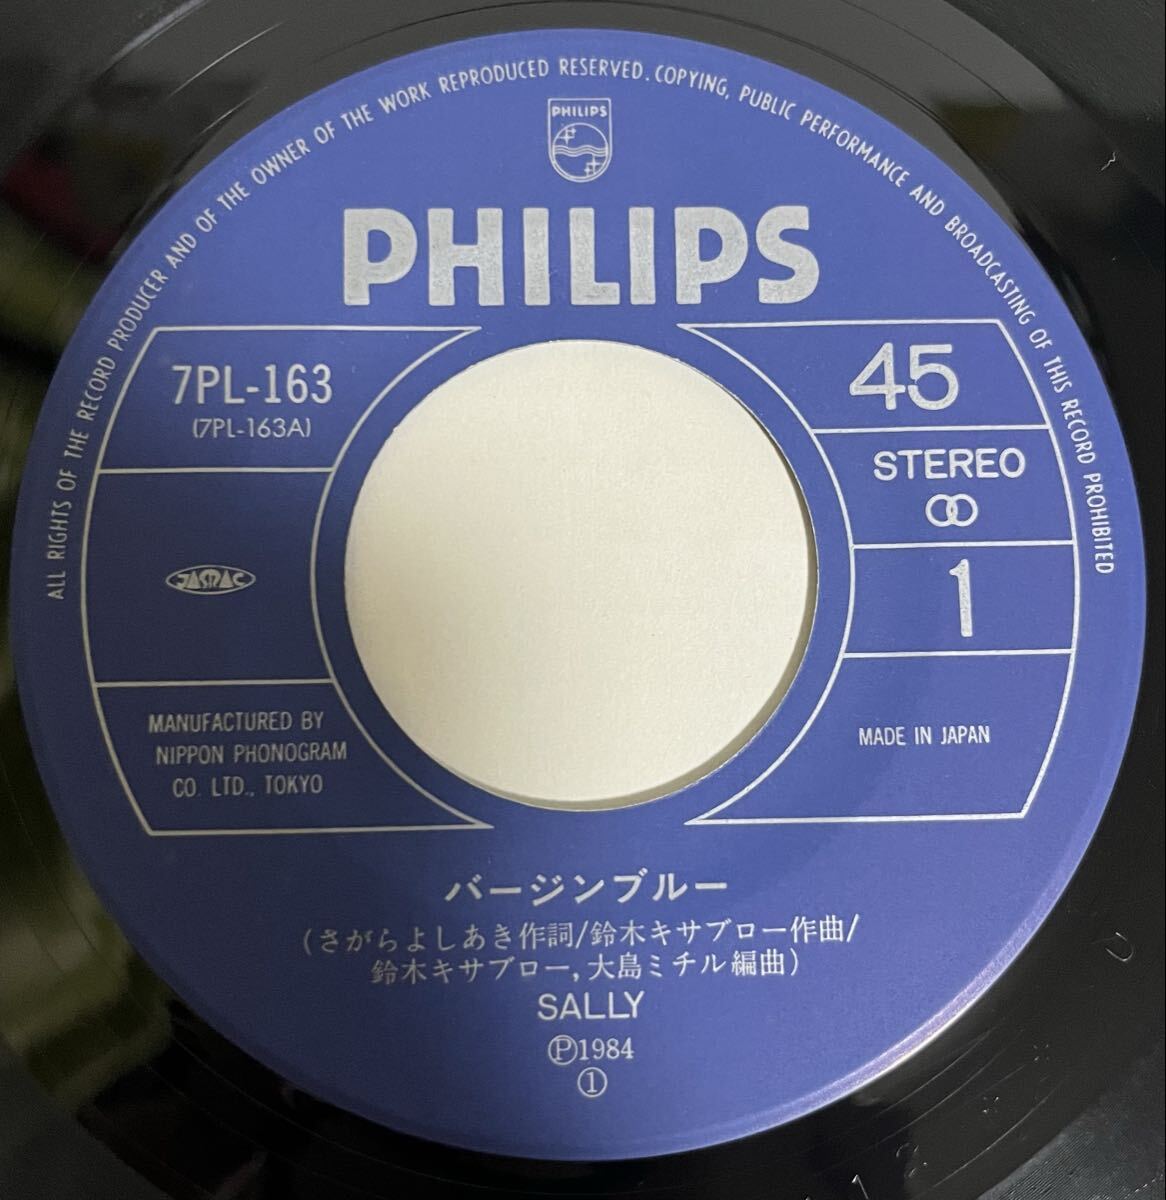 ALL RIGHTS OF THE RECORD PRODUCER AND OF THE OWNER OF THE WORK REPRODUCED RESERVED. COPYING, PUBLIC PERFORMANCE AND BROADCASTING OF THIS RECORD PROHIBITED
PHILIPS
PHILIPS
7PL-163
(7PL-163A)
45
STEREO
1
JASRAC
MANUFACTURED BY
NIPPON PHONOGRAM
CO. LTD., TOKYO
MADE IN JAPAN
バージンブルー
(さがらよしあき作詞/鈴木キサブロー作曲/
鈴木キサブロー, 大島ミチル編曲)
SALLY
Ⓟ1984
①